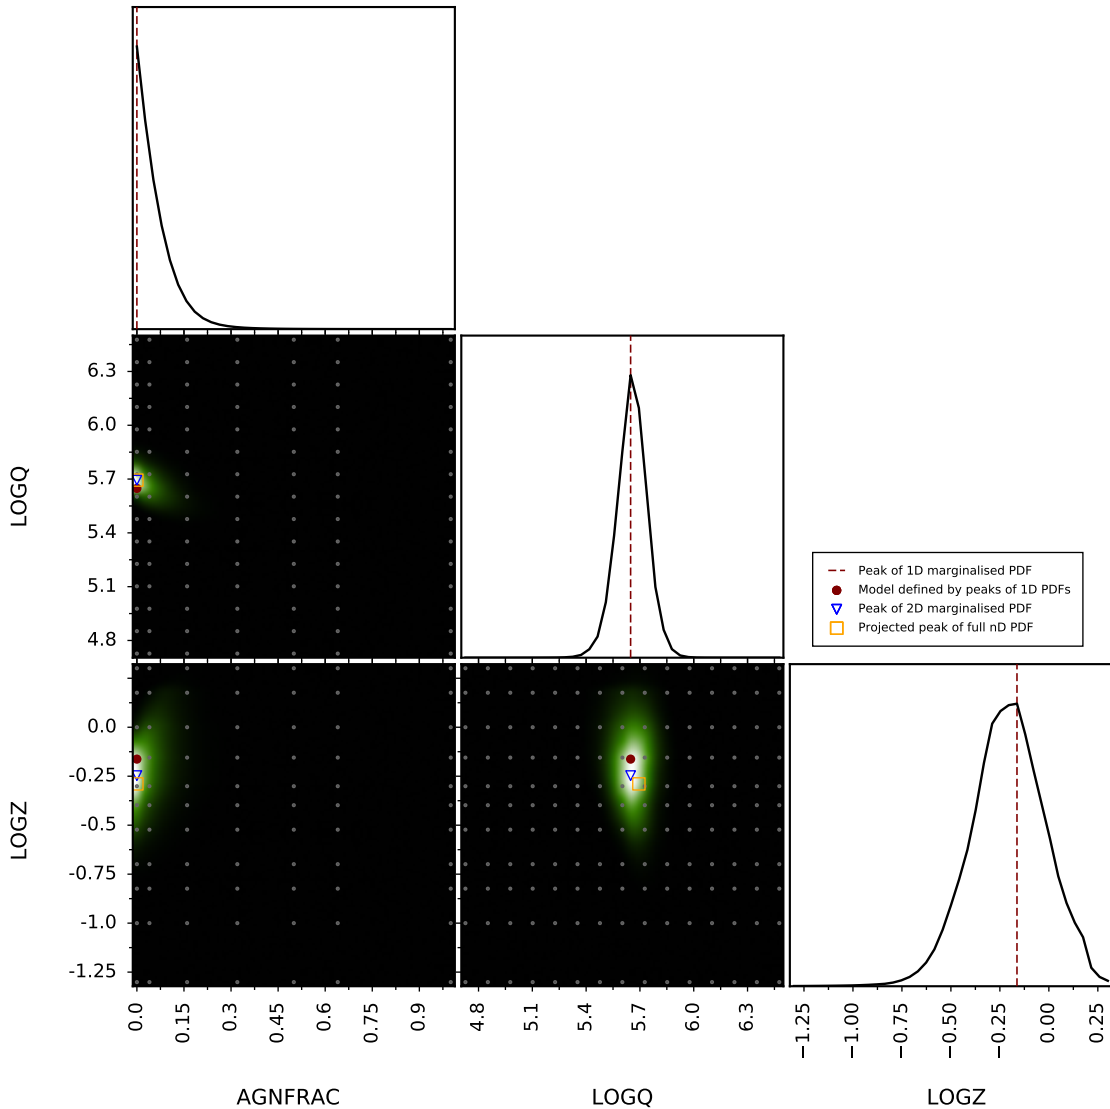 LOGQ
6.3
6.0
5.7
5.4
5.1
4.8
Peak of 1D marginalised PDF
Model defined by peaks of 1D PDFs
Peak of 2D marginalised PDF
Projected peak of full nD PDF
LOGZ
0.0
-0.25
-0.5
-0.75
-1.0
-1.25
0.0 0.15 0.3 0.45 0.6 0.75 0.9
4.8 5.1 5.4 5.7 6.0 6.3
−1.25 −1.00 −0.75 −0.50 −0.25 0.00 0.25
AGNFRAC LOGQ LOGZ